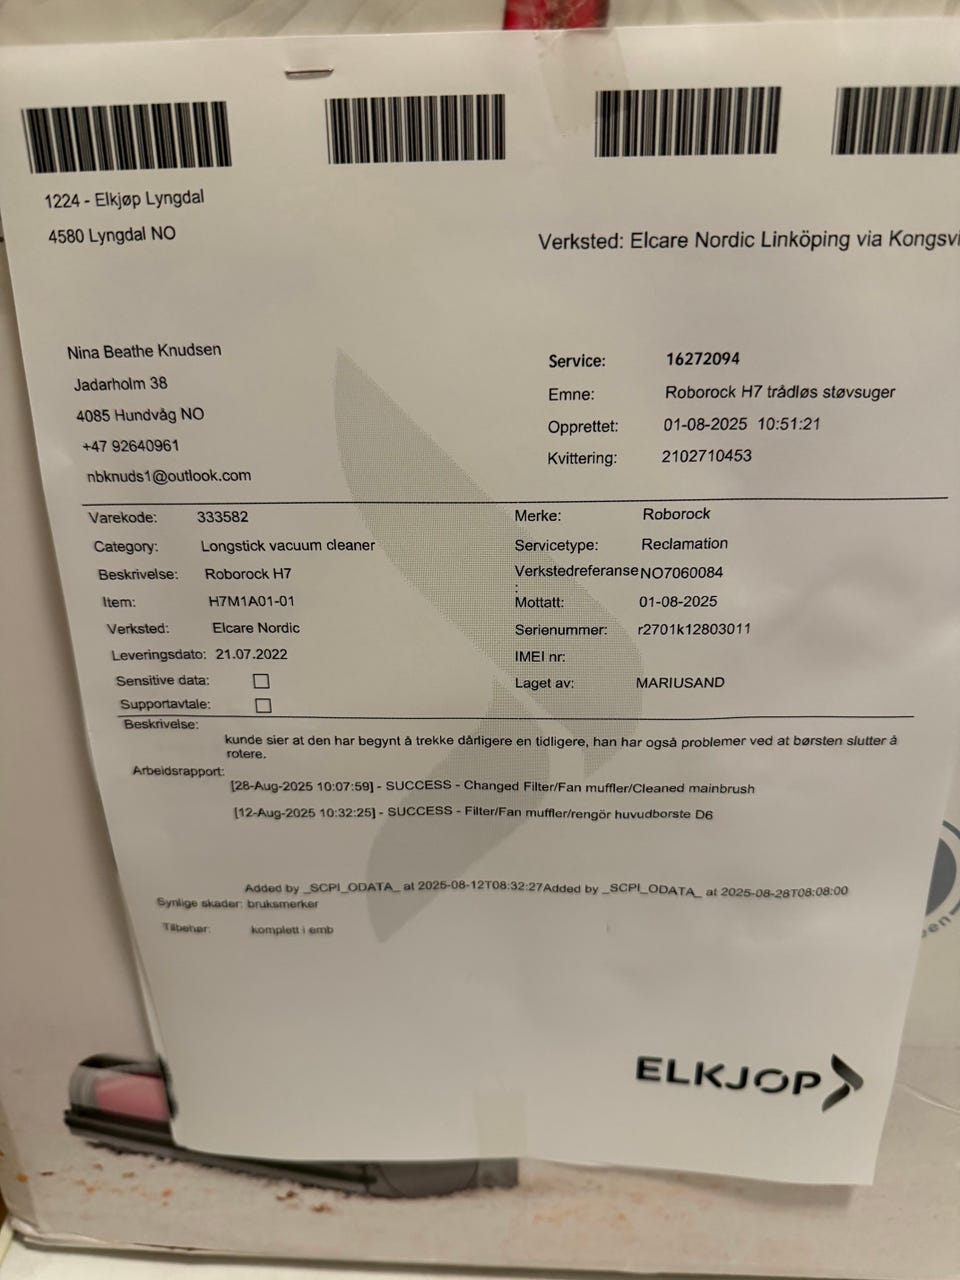 1224 - Elkjøp Lyngdal
4580 Lyngdal NO
Verksted: Elcare Nordic Linköping via
Nina Beathe Knudsen
Jadarholm 38
4085 Hundvåg NO
+47 92640961
nbknuds1@outlook.com
Service: 16272094
Emne: Roborock H7 trådløs støvsuger
Opprettet: 01-08-2025 10:51:21
Kvittering: 2102710453
Varekode: 333582
Category: Longstick vacuum cleaner
Beskrivelse: Roborock H7
Item: H7M1A01-01
Verksted: Elcare Nordic
Leveringsdato: 21.07.2022
Sensitive data:
Supportavtale:
Merke: Roborock
Servicetype: Reclamation
Verkstedreferanse NO7060084
:
Mottatt: 01-08-2025
Serienummer: r2701k12803011
IMEI nr:
Laget av: MARIUSAND
Beskrivelse:
kunde sier at den har begynt å trekke dårligere en tidligere, han har også problemer ved at børsten slutter å
rotere.
Arbeidsrapport:
[28-Aug-2025 10:07:59] - SUCCESS - Changed Filter/Fan muffler/Cleaned mainbrush
[12-Aug-2025 10:32:25] - SUCCESS - Filter/Fan muffler/rengör huvudborste D6
Added by _SCPI_ODATA_ at 2025-08-12T08:32:27Added by _SCPI_ODATA_ at 2025-08-28T08:08:00
Synlige skader: bruksmerker
Tilbehør: komplett i emb
ELKJØP